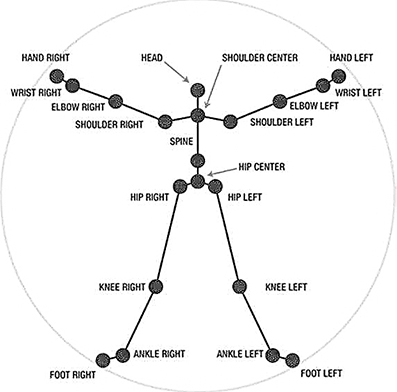 HAND RIGHT
HEAD
SHOULDER CENTER
HAND LEFT
WRIST RIGHT
WRIST LEFT
ELBOW RIGHT
ELBOW LEFT
SHOULDER RIGHT
SHOULDER LEFT
SPINE
HIP CENTER
HIP RIGHT
HIP LEFT
KNEE RIGHT
KNEE LEFT
ANKLE RIGHT
ANKLE LEFT
FOOT RIGHT
FOOT LEFT